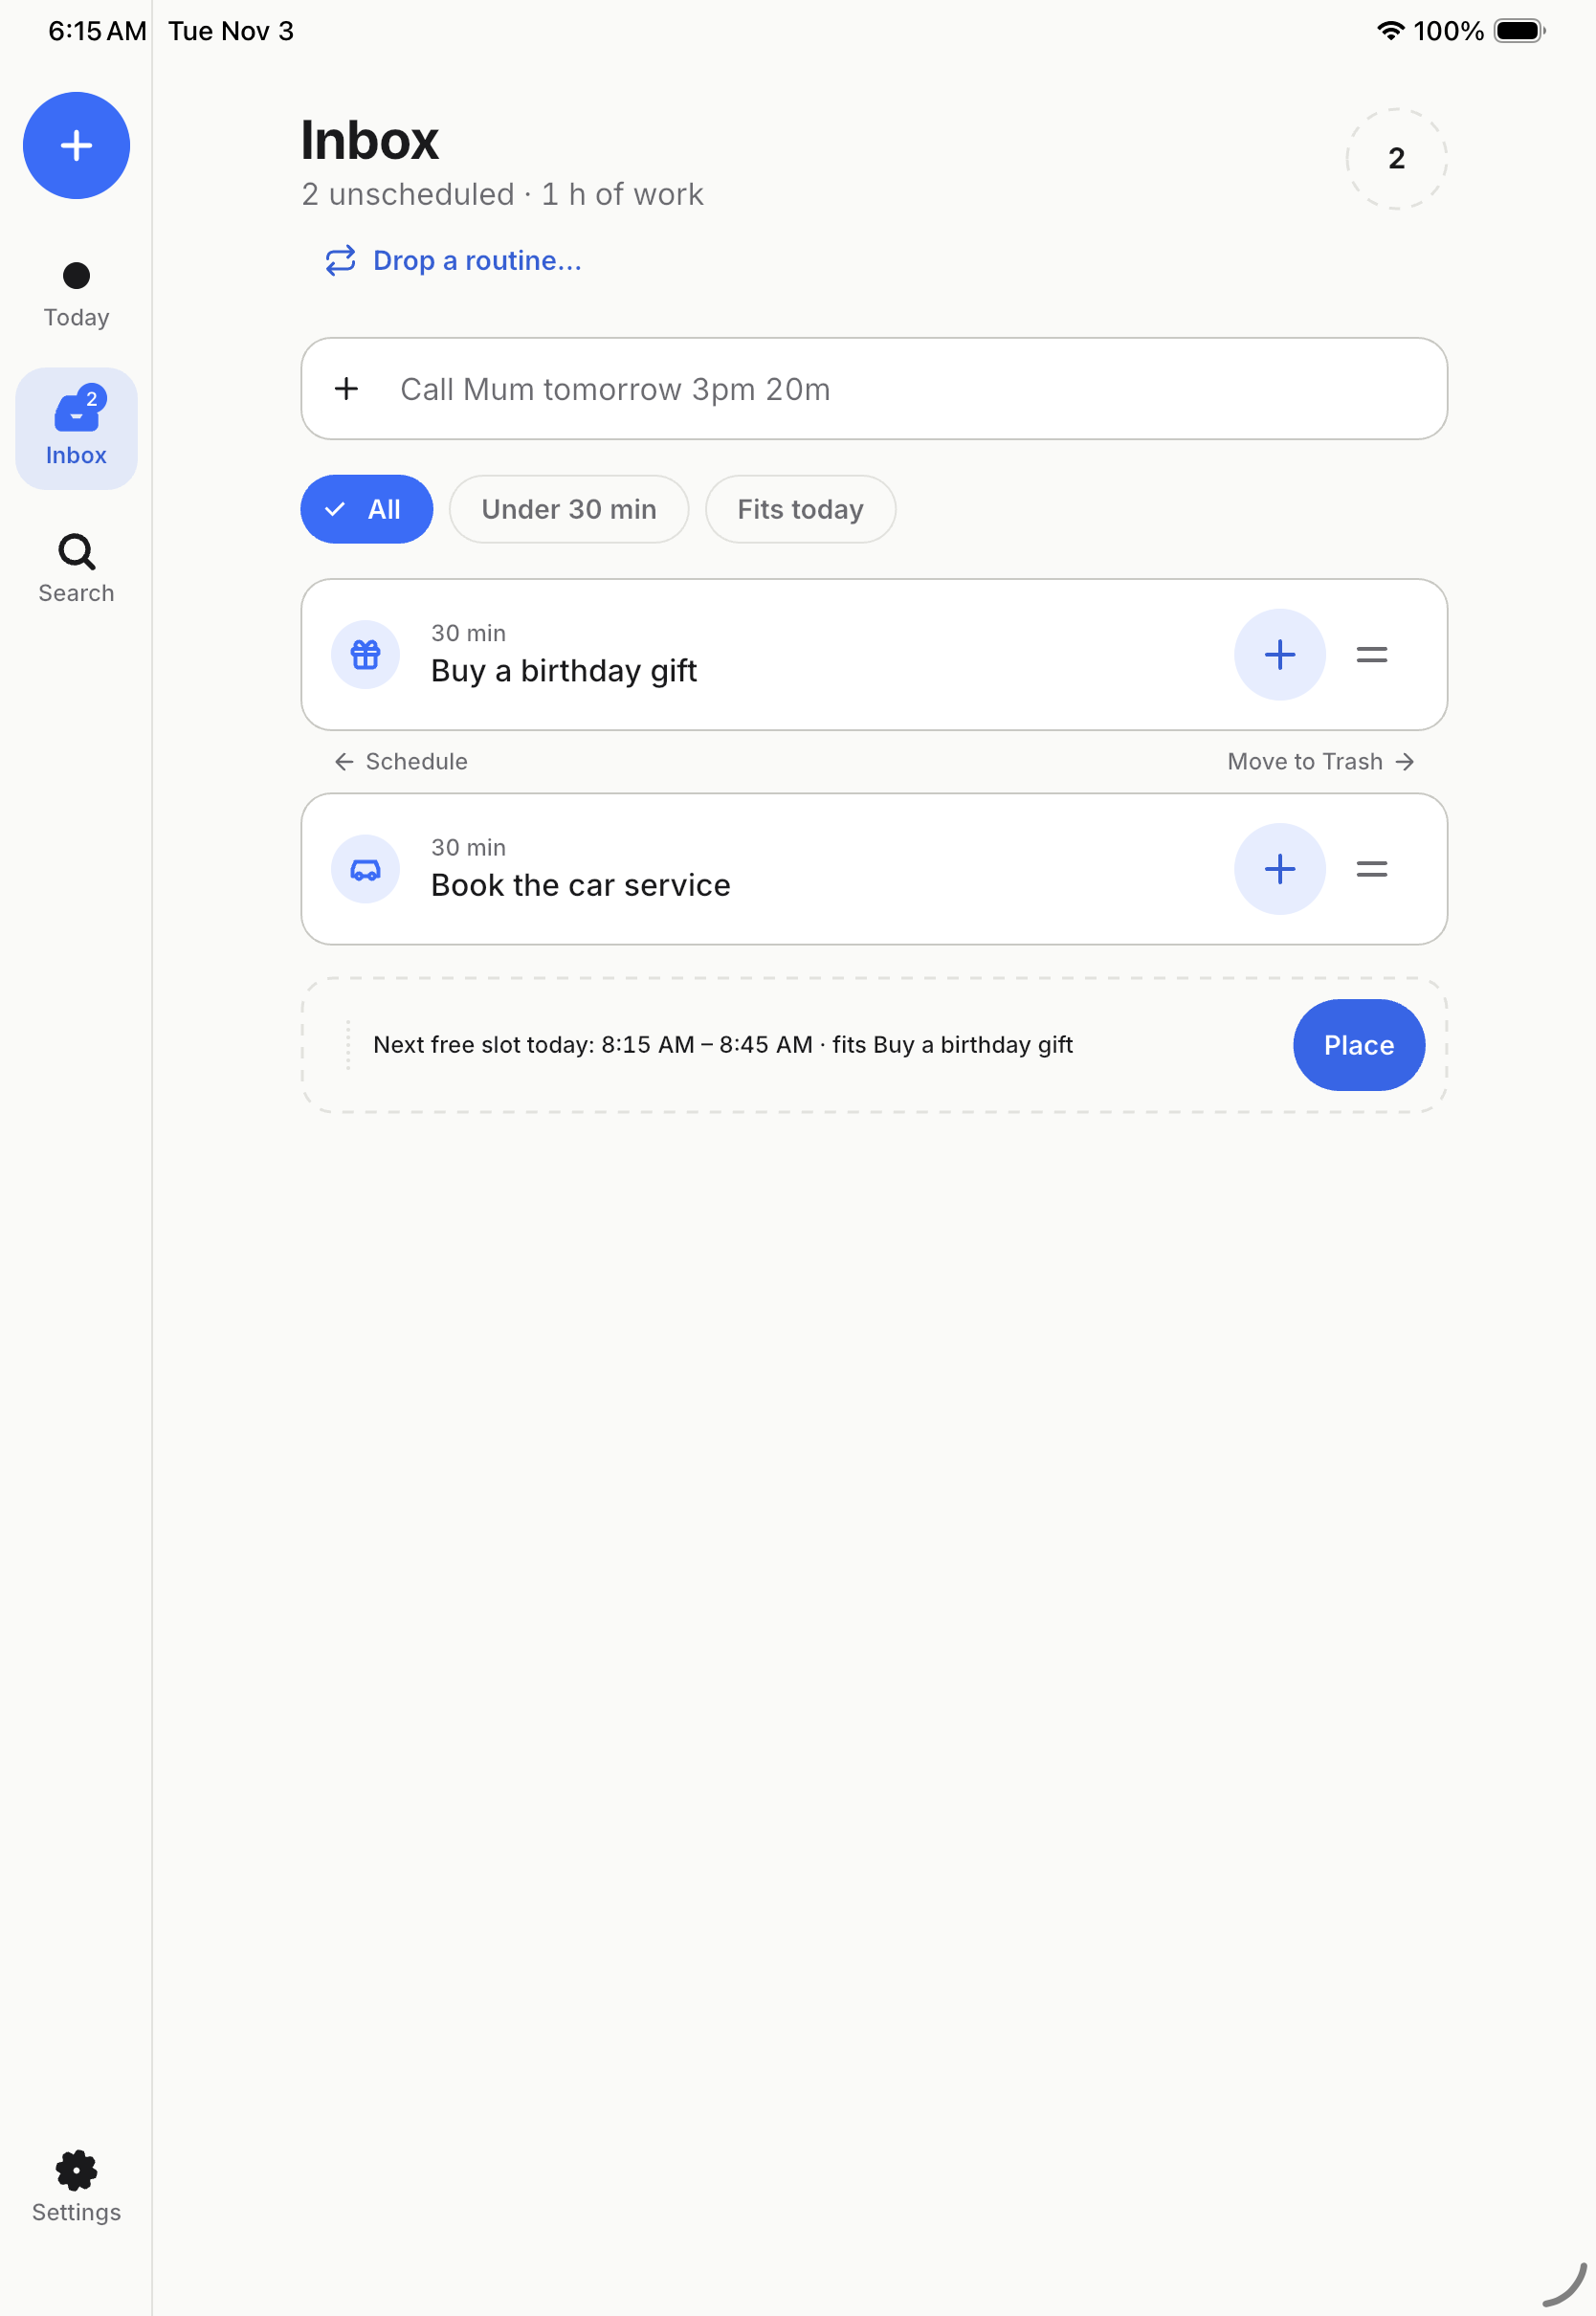 6:15 AM Tue Nov 3
100%
Today
2
Inbox
Search
Settings
Inbox
2
2 unscheduled · 1 h of work
Drop a routine...
Call Mum tomorrow 3pm 20m
All
Under 30 min
Fits today
30 min
Buy a birthday gift
Schedule
Move to Trash
30 min
Book the car service
Next free slot today: 8:15 AM – 8:45 AM · fits Buy a birthday gift
Place